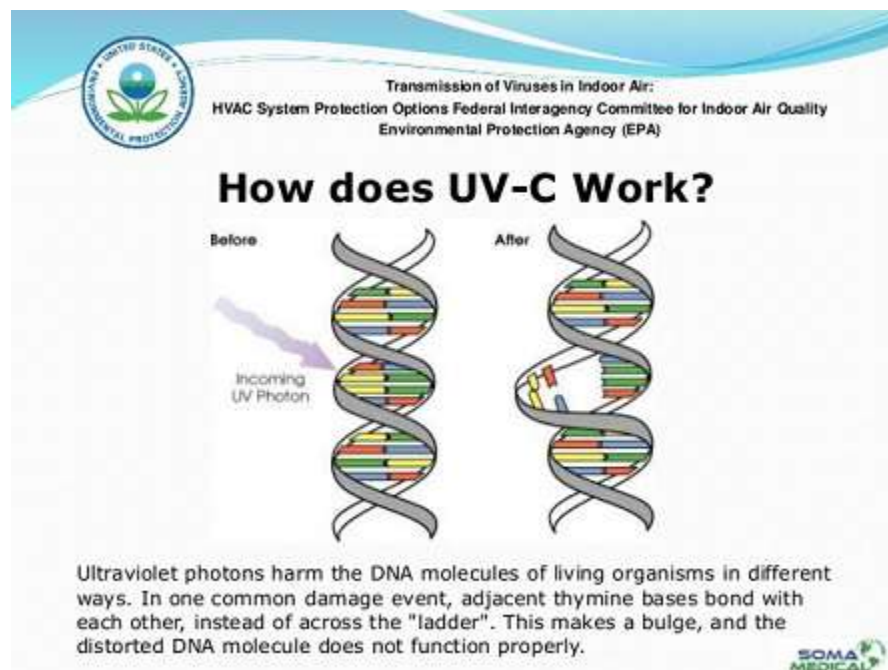 UNITED STATES
ENVIRONMENTAL PROTECTION AGENCY
Transmission of Viruses in Indoor Air:
HVAC System Protection Options Federal Interagency Committee for Indoor Air Quality
Environmental Protection Agency (EPA)
How does UV-C Work?
Before
After
Incoming
UV Photon
Ultraviolet photons harm the DNA molecules of living organisms in different
ways. In one common damage event, adjacent thymine bases bond with
each other, instead of across the "ladder". This makes a bulge, and the
distorted DNA molecule does not function properly.
SOMA
MEDICAL